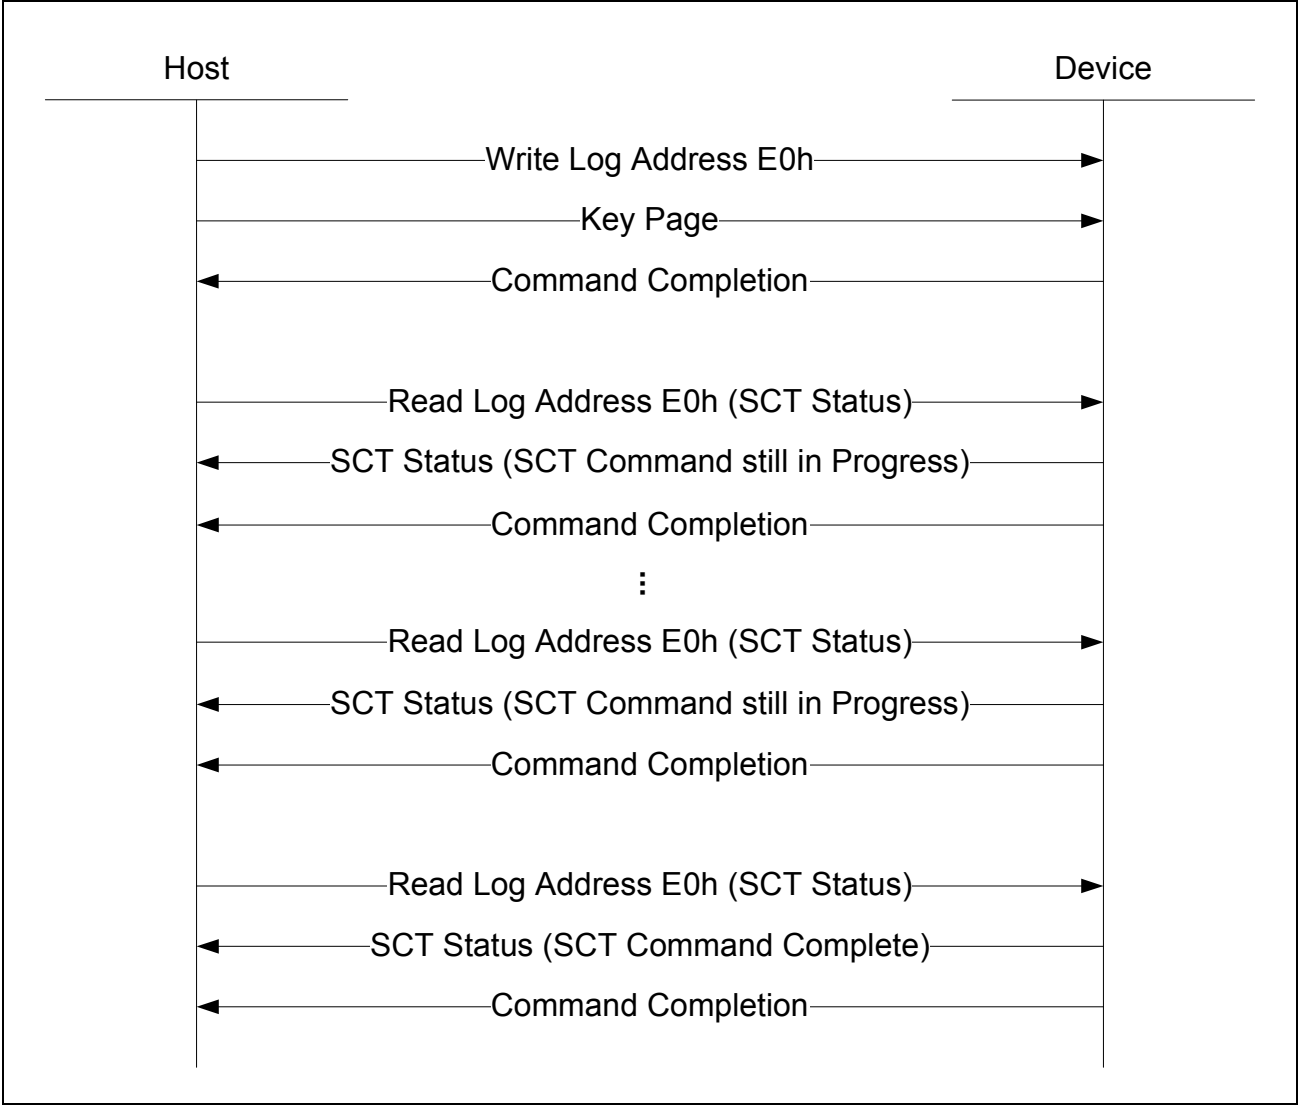 Host
Device
Write Log Address E0h
Key Page
Command Completion
Read Log Address E0h (SCT Status)
SCT Status (SCT Command still in Progress)
Command Completion
...
Read Log Address E0h (SCT Status)
SCT Status (SCT Command still in Progress)
Command Completion
Read Log Address E0h (SCT Status)
SCT Status (SCT Command Complete)
Command Completion